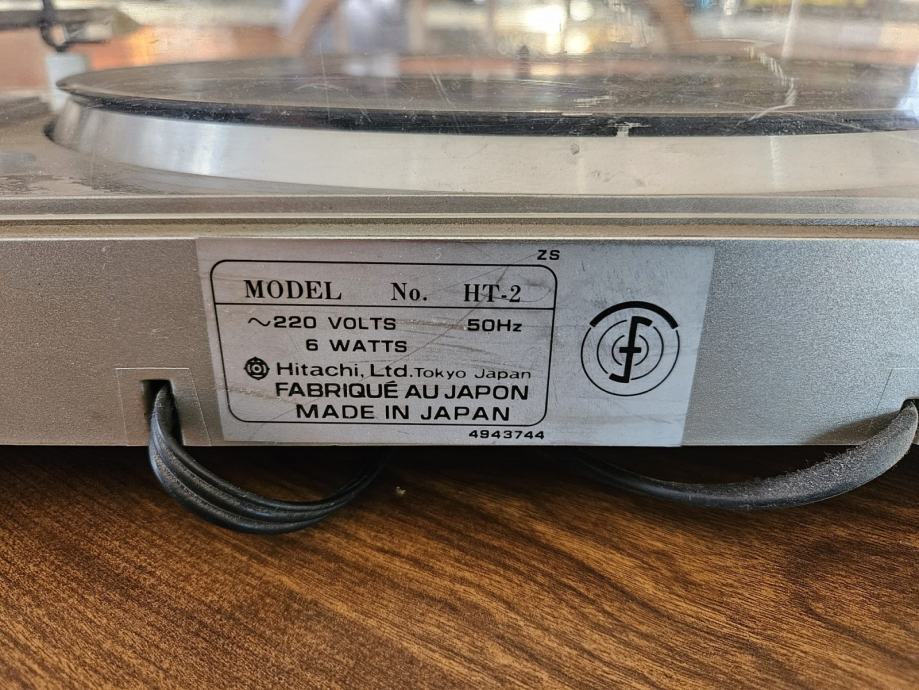 ZS
MODEL No. HT-2
~220 VOLTS 50Hz
6 WATTS
Hitachi, Ltd. Tokyo Japan
FABRIQUÉ AU JAPON
MADE IN JAPAN
4943744